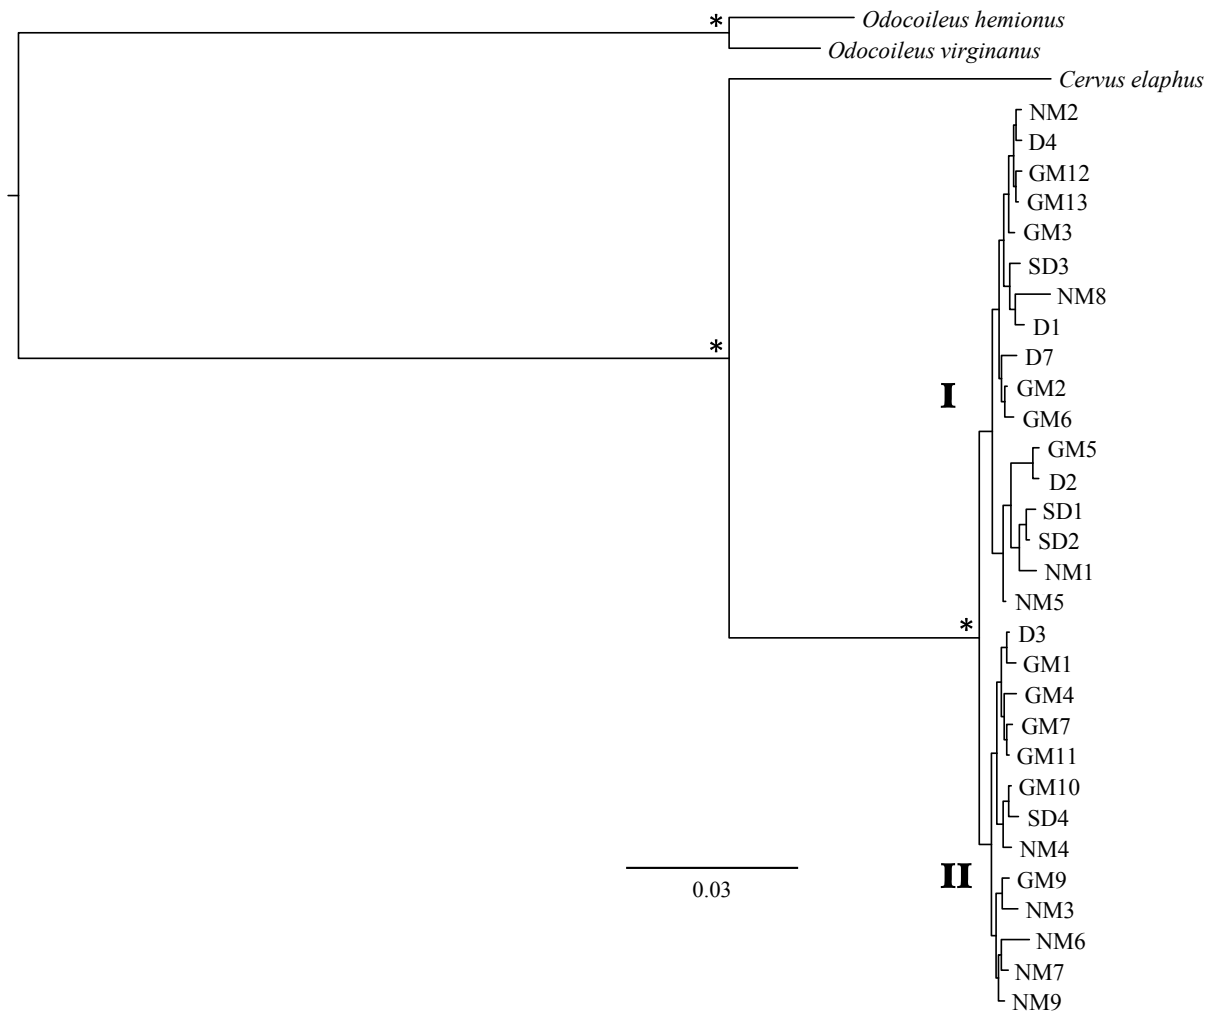 *
Odocoileus hemionus
Odocoileus virginanus
Cervus elaphus
NM2
D4
GM12
GM13
GM3
SD3
NM8
D1
*
D7
I
GM2
GM6
GM5
D2
SD1
SD2
NM1
NM5
*
D3
GM1
GM4
GM7
GM11
GM10
SD4
NM4
II
GM9
0.03
NM3
NM6
NM7
NM9